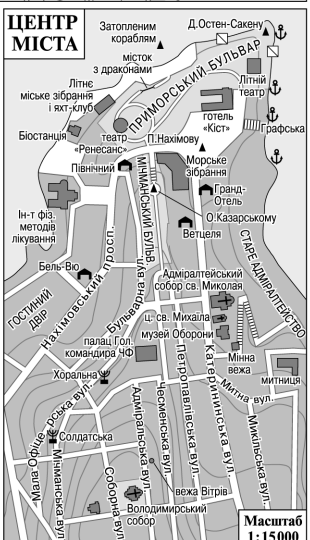 ЦЕНТР
МІСТА
Затопленим
кораблям
Д.Остен-Сакену
місток
з драконами
ПРИМОРСЬКИЙ БУЛЬВАР
Літнє
міське зібрання
і яхт-клуб
Літній
театр
готель
«Кіст»
Біостанція
театр
«Ренесанс»
П.Нахімову
Графська
Північний
Морське
зібрання
МІЧМАНСЬКИЙ БУЛЬВ.
Гранд-
Отель
Ін-т фіз.
методів
лікування
О.Казарському
Ветцеля
СТАРЕ АДМІРАЛТЕЙСТВО
Бель-Вю
Адміралтейський
собор св. Миколая
ГОСТИНИЙ
ДВІР
Нахімовський просп.
Бульварна вул.
ц. св. Михаїла
палац Гол.
командира ЧФ
музей Оборони
Мінна
вежа
митниця
Хоральна
Митна вул.
Мала Офіцерська вул.
Солдатська
Мічманська вул.
Соборна вул.
Адміральська вул.
Чесменська вул.
Петропавлівська вул.
Катерининська вул.
Микільська вул.
вежа Вітрів
Володимирський
собор
Масштаб
1:15000